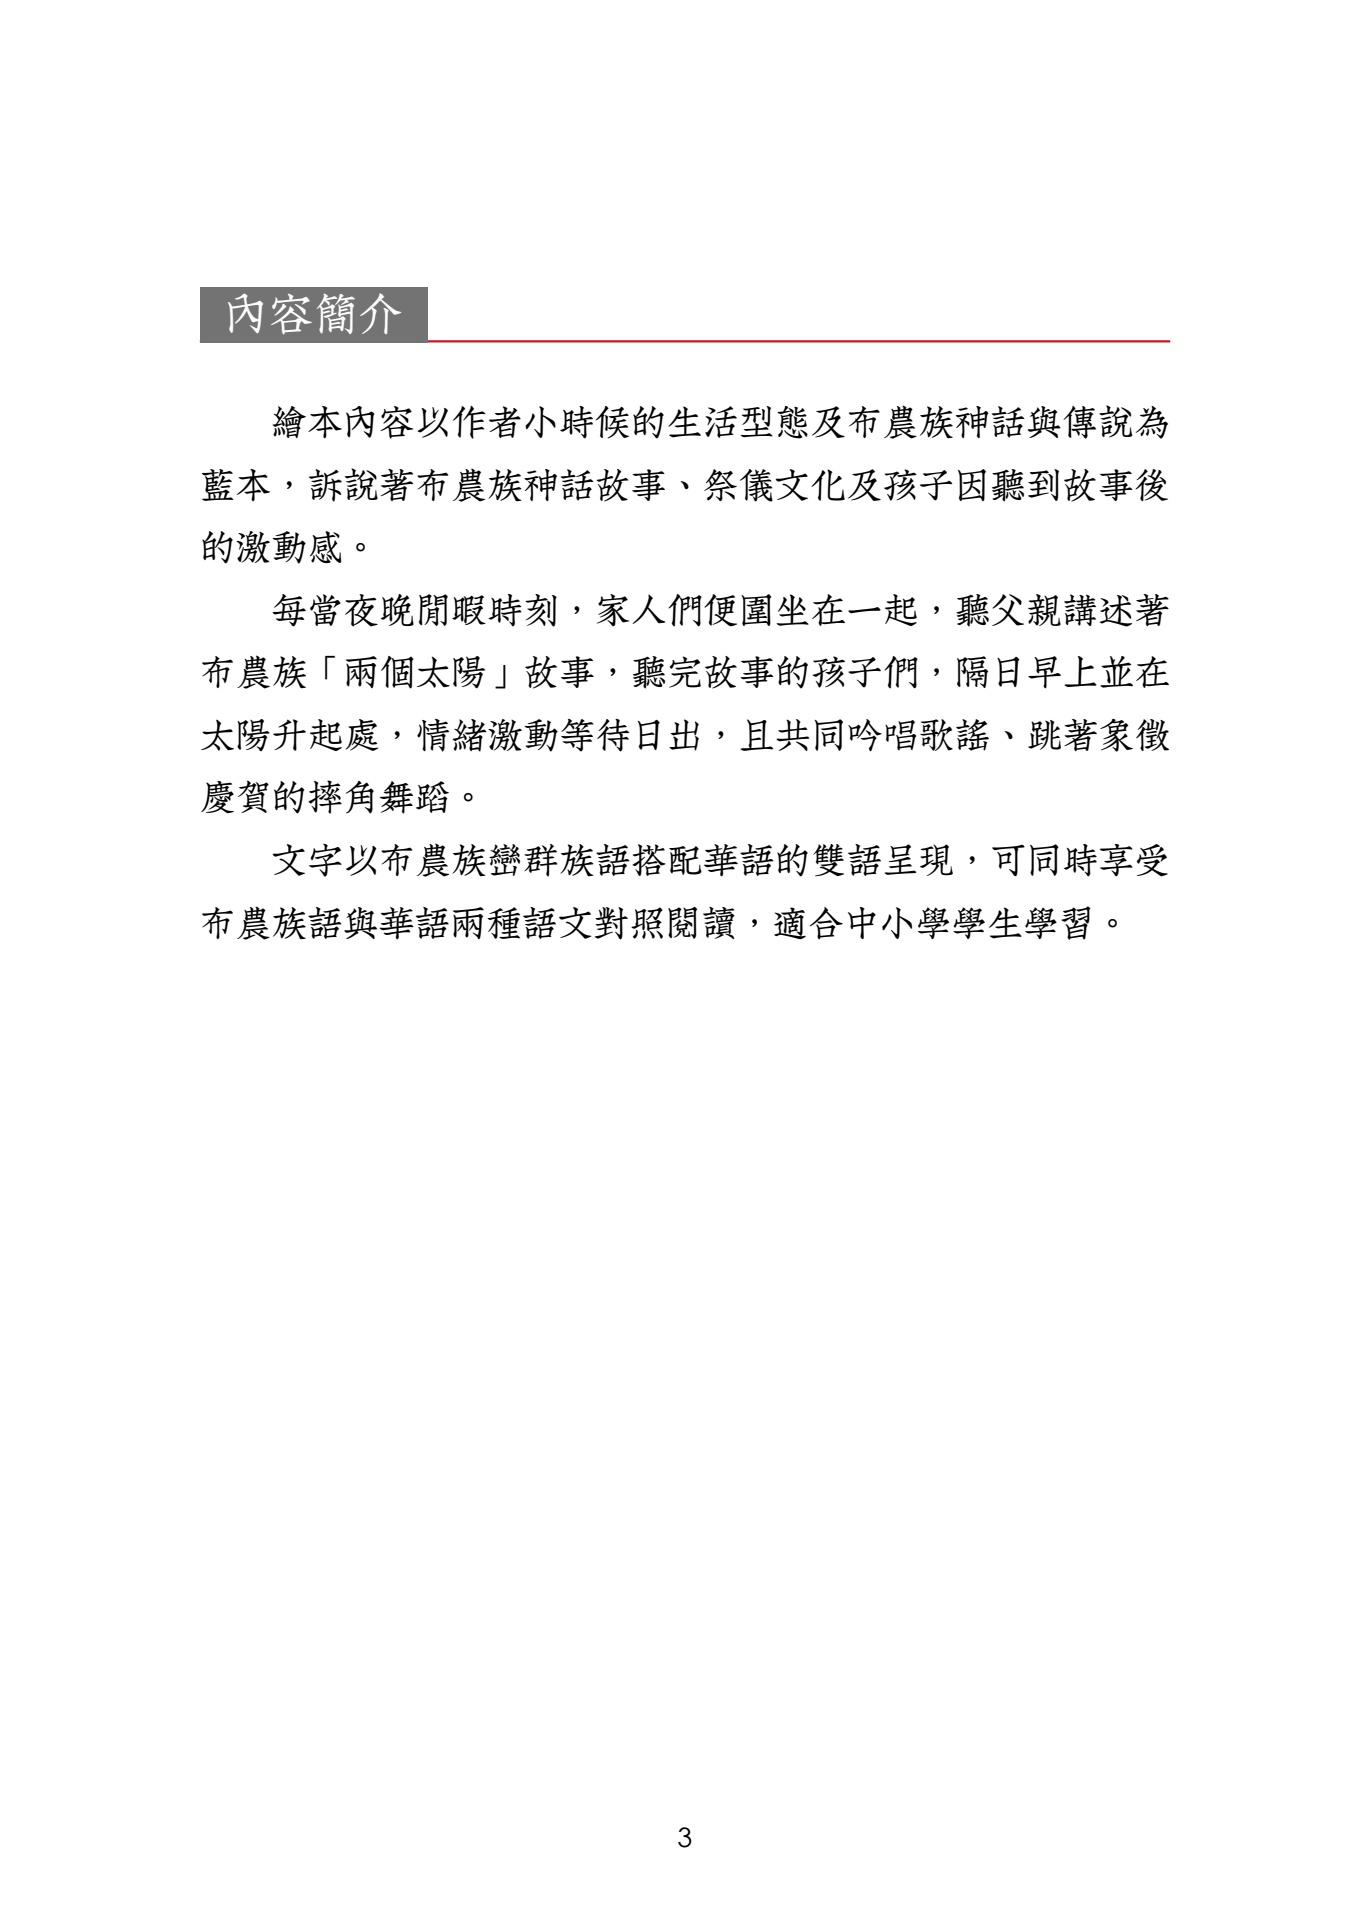 內容簡介
繪本內容以作者小時候的生活型態及布農族神話與傳說為
藍本，訴說著布農族神話故事、祭儀文化及孩子因聽到故事後
的激動感。
每當夜晚閒暇時刻，家人們便圍坐在一起，聽父親講述著
布農族「兩個太陽」故事，聽完故事的孩子們，隔日早上並在
太陽升起處，情緒激動等待日出，且共同吟唱歌謠、跳著象徵
慶賀的摔角舞蹈。
文字以布農族巒群族語搭配華語的雙語呈現，可同時享受
布農族語與華語兩種語文對照閱讀，適合中小學學生學習。
3